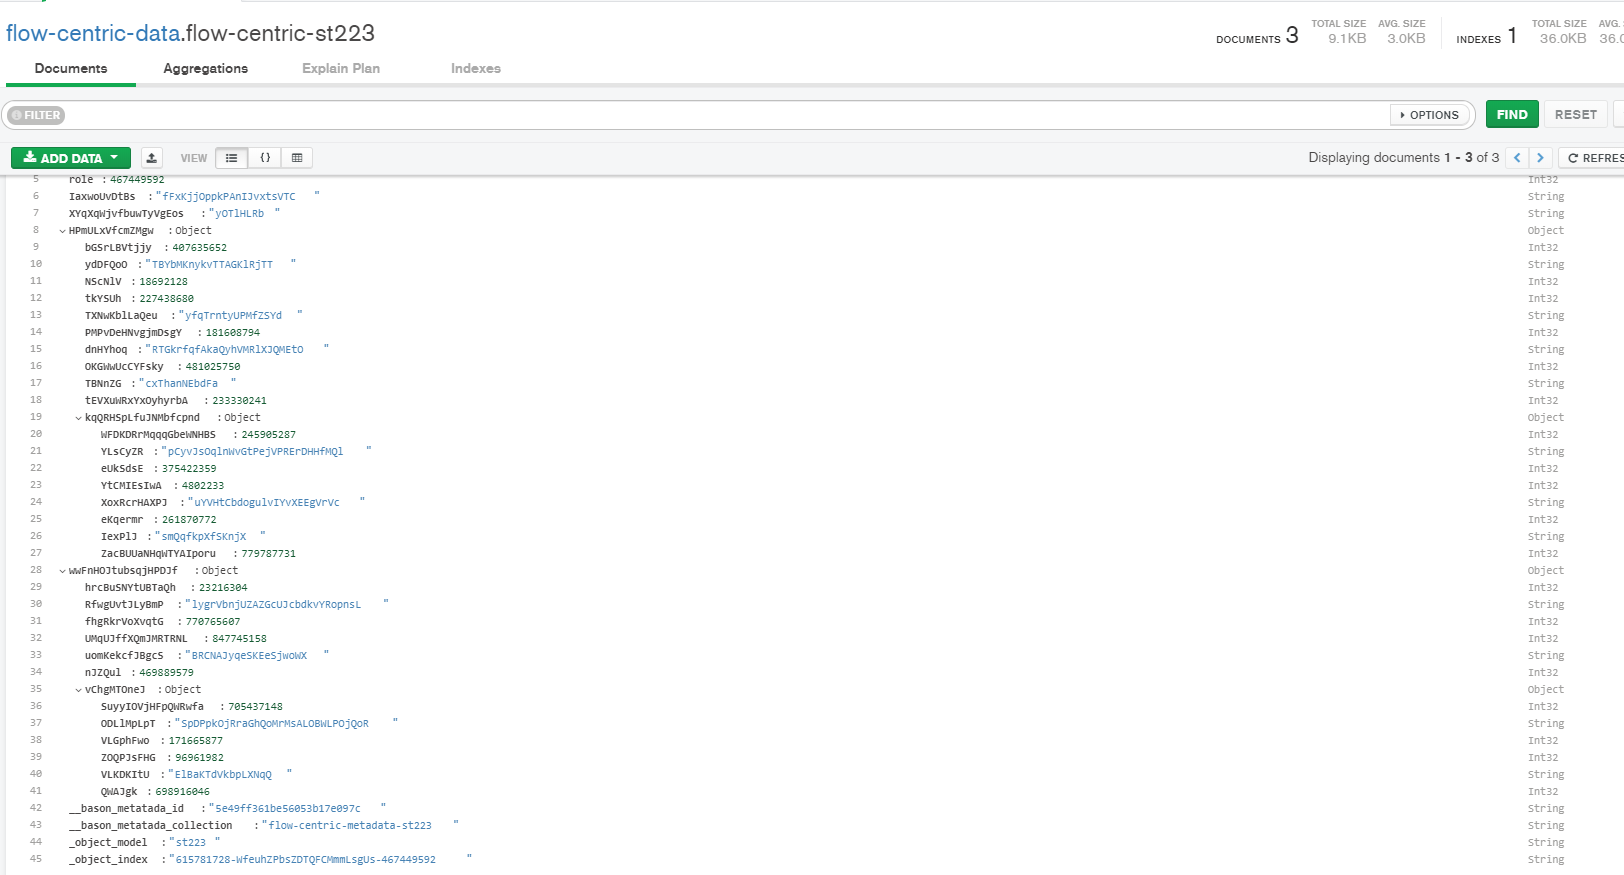 flow-centric-data.flow-centric-st223
DOCUMENTS 3 TOTAL SIZE 9.1KB AVG. SIZE 3.0KB INDEXES 1 TOTAL SIZE 36.0KB AVG.
Documents Aggregations Explain Plan Indexes
FILTER OPTIONS FIND RESET
ADD DATA VIEW {} Displaying documents 1 - 3 of 3
5 role : 467449592 Int32
6 IaxwoUvDtBs : "fFxKjjOppkPAnIJvxtsVTC" String
7 XYqXqWjvfbuwTyVgEos : "yOTlHLRb" String
8 HPmULxVfcmZMgw : Object Object
9 bGSrLBVtjjy : 407635652 Int32
10 ydDFQoO : "TBYbMKnykvTTAGKlRjTT" String
11 NScNlV : 18692128 Int32
12 tkYSUh : 227438680 Int32
13 TXNwKblLaQeu : "yfqTrntyUPMfZSYd" String
14 PMPvDeHNvgjmDsgY : 181608794 Int32
15 dnHYhoq : "RTGkrfqfAkaQyhVMRlXJQMEtO" String
16 OKGWwUcCYFsky : 481025750 Int32
17 TBNnZG : "cxThanNEbdFa" String
18 tEVXuWRxYxOyhyrbA : 233330241 Int32
19 kqQRHSpLfuJNMbfcpnd : Object Object
20 WFDKDRrMqqqGbeWNHBS : 245905287 Int32
21 YLsCyZR : "pCyvJsOqlnWvGtPejVPRErDHHfMQl" String
22 eUkSdsE : 375422359 Int32
23 YtCMIEsIwA : 4802233 Int32
24 XoxRcrHAXPJ : "uYVHtCbdogulvIYvXEEgVrVc" String
25 eKqermr : 261870772 Int32
26 IexPlJ : "smQqfkpXfSKnjX" String
27 ZacBUUaNHqWTYAIporu : 779787731 Int32
28 wwFnHOJtubsqjHPDJf : Object Object
29 hrcBuSNYtUBTaQh : 23216304 Int32
30 RfwgUvtJLyBmP : "lygrVbnjUZAZGcUJcbdkvYRopnsL" String
31 fhgRkrVoXvqtG : 770765607 Int32
32 UMqUJffXQmJMRTRNL : 847745158 Int32
33 uomKekcfJBgcS : "BRCNAJyqeSKEeSjwoWX" String
34 nJZQul : 469889579 Int32
35 vChgMTOneJ : Object Object
36 SuyyIOVjHFpQWRwfa : 705437148 Int32
37 ODLlMpLpT : "SpDPpkOjRraGhQoMrMsALOBWLPOjQoR" String
38 VLGphFwo : 171665877 Int32
39 ZOQPJsFHG : 96961982 Int32
40 VLKDKItU : "ElBaKTdVkbpLXNqQ" String
41 QWAJgk : 698916046 Int32
42 __bason_metatada_id : "5e49ff361be56053b17e097c" String
43 __bason_metatada_collection : "flow-centric-metadata-st223" String
44 _object_model : "st223" String
45 _object_index : "615781728-WfeuhZPbsZDTQFCMmmLsgUs-467449592" String